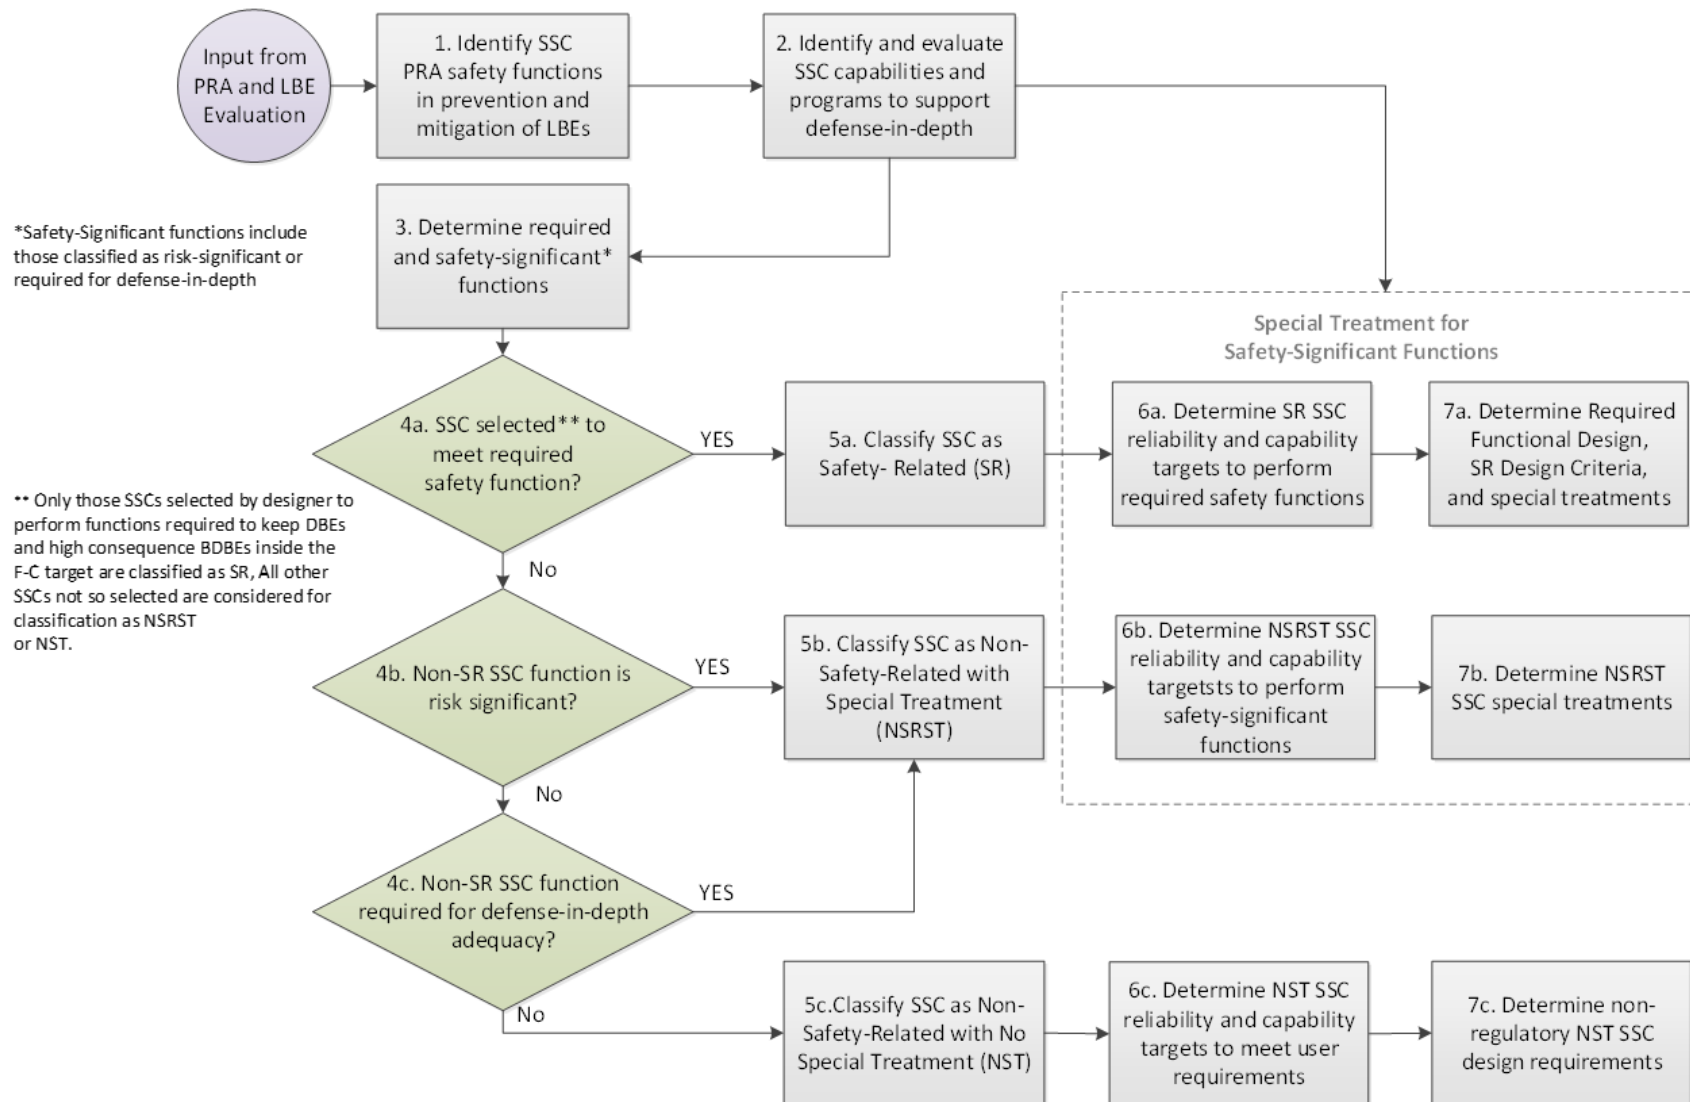 Input from
PRA and LBE
Evaluation
1. Identify SSC
PRA safety functions
in prevention and
mitigation of LBEs
2. Identify and evaluate
SSC capabilities and
programs to support
defense-in-depth
*Safety-Significant functions include
those classified as risk-significant or
required for defense-in-depth
3. Determine required
and safety-significant*
functions
Special Treatment for
Safety-Significant Functions
4a. SSC selected** to
meet required
safety function?
YES
5a. Classify SSC as
Safety- Related (SR)
6a. Determine SR SSC
reliability and capability
targets to perform
required safety functions
7a. Determine Required
Functional Design,
SR Design Criteria,
and special treatments
** Only those SSCs selected by designer to
perform functions required to keep DBEs
and high consequence BDBEs inside the
F-C target are classified as SR, All other
SSCs not so selected are considered for
classification as NSRST
or NST.
No
4b. Non-SR SSC function is
risk significant?
YES
5b. Classify SSC as Non-
Safety-Related with
Special Treatment
(NSRST)
6b. Determine NSRST SSC
reliability and capability
targetsts to perform
safety-significant
functions
7b. Determine NSRST
SSC special treatments
No
4c. Non-SR SSC function
required for defense-in-depth
adequacy?
YES
No
5c.Classify SSC as Non-
Safety-Related with No
Special Treatment (NST)
6c. Determine NST SSC
reliability and capability
targets to meet user
requirements
7c. Determine non-
regulatory NST SSC
design requirements